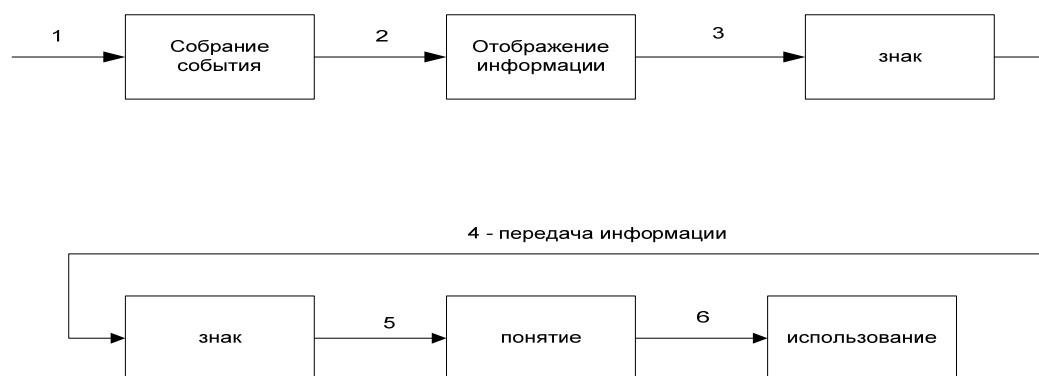 1
Собрание
события
2
Отображение
информации
3
знак
4 - передача информации
знак
5
понятие
6
использование